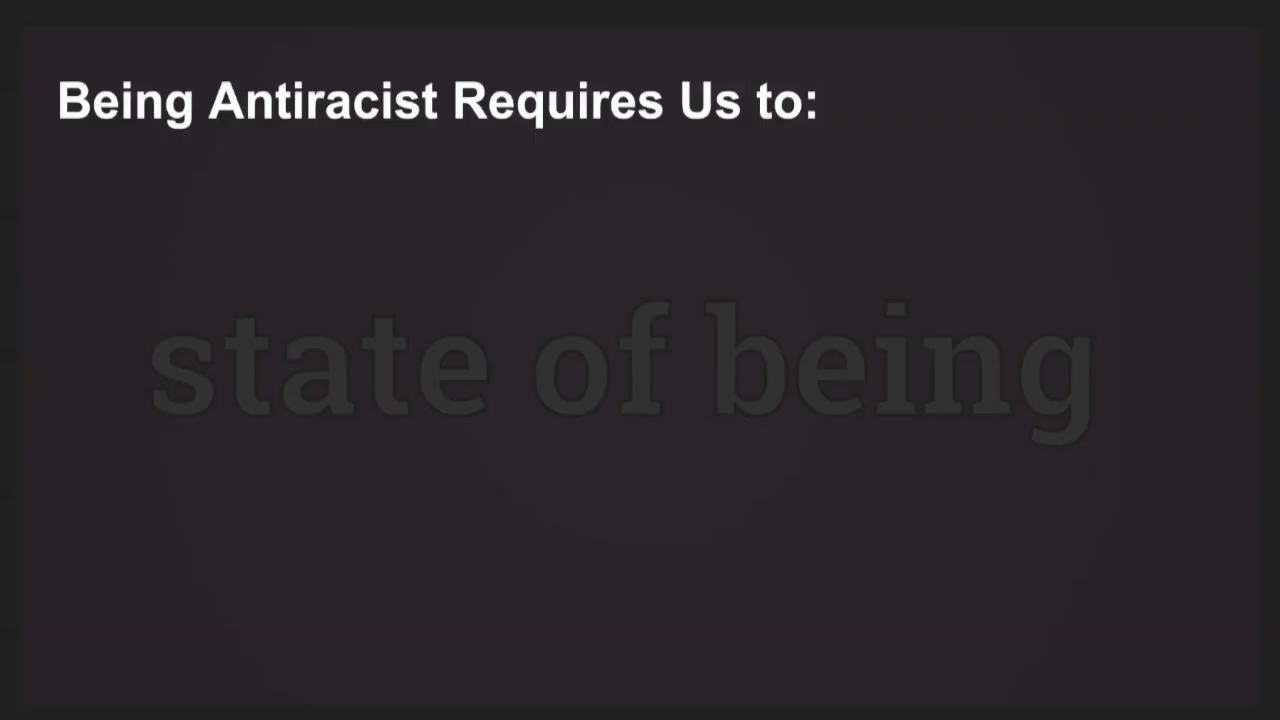 Being Antiracist Requires Us to:
state of being